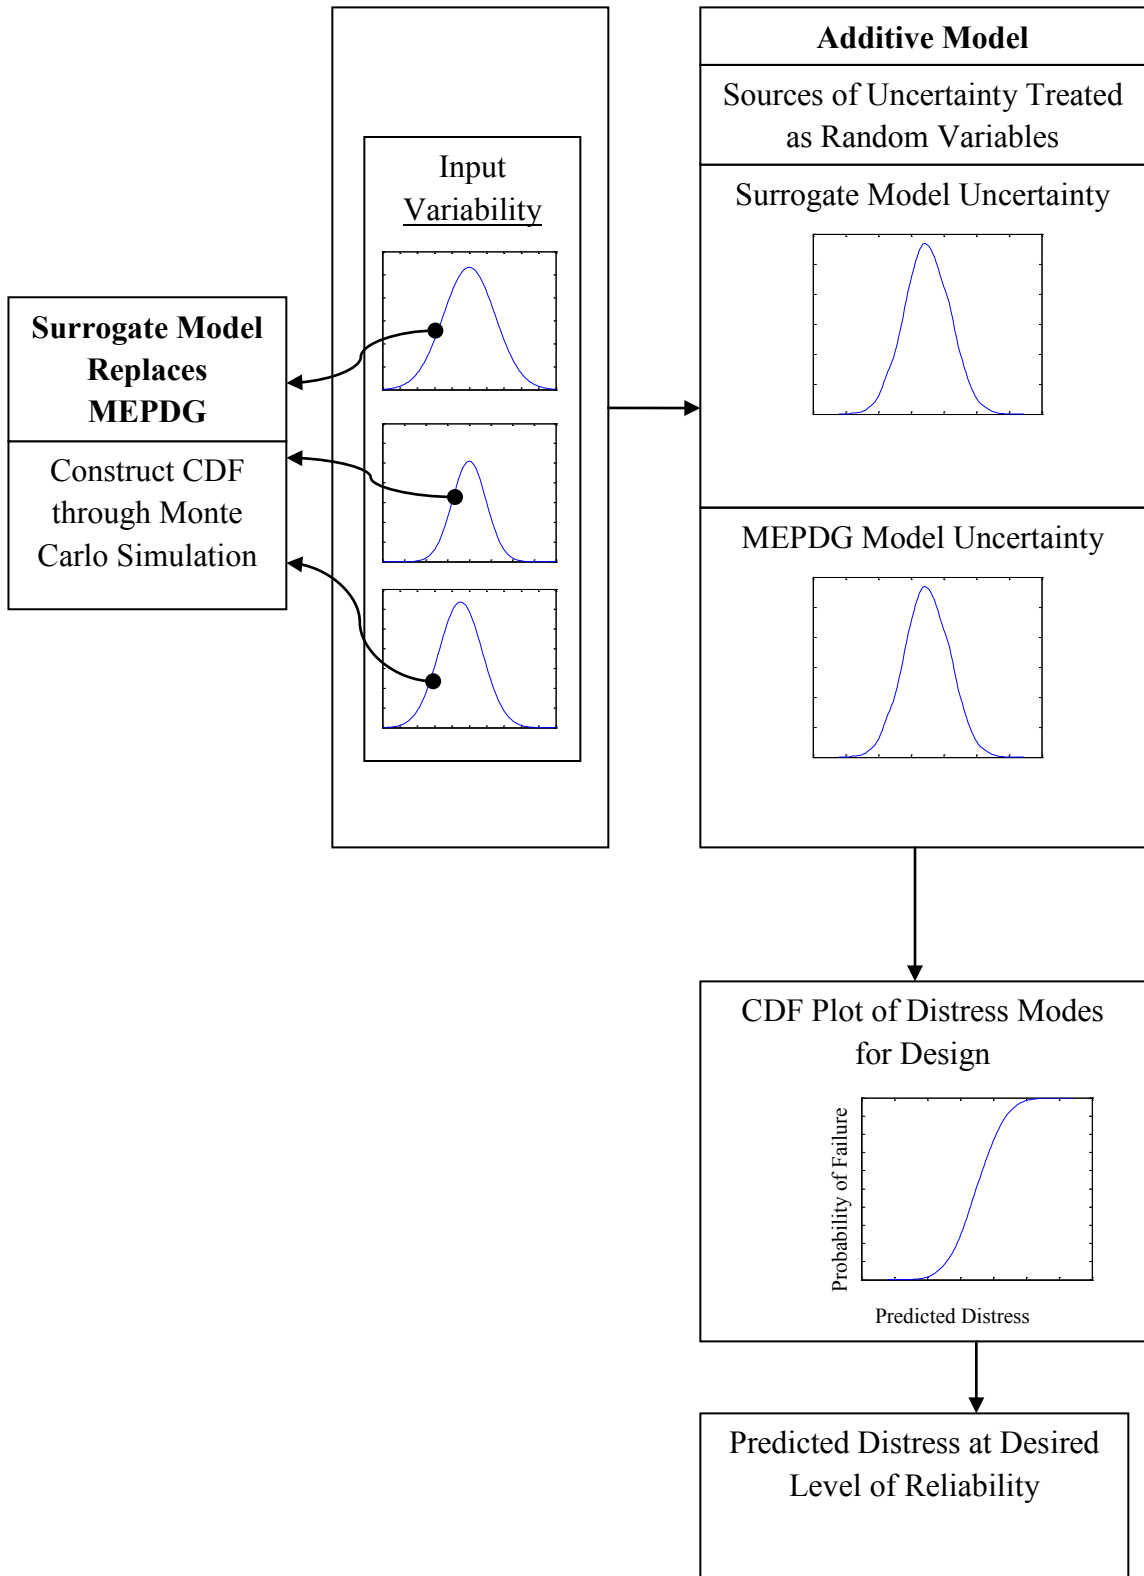 Surrogate Model
Replaces
MEPDG
Construct CDF
through Monte
Carlo Simulation
Input
Variability
Additive Model
Sources of Uncertainty Treated
as Random Variables
Surrogate Model Uncertainty
MEPDG Model Uncertainty
CDF Plot of Distress Modes
for Design
Probability of Failure
Predicted Distress
Predicted Distress at Desired
Level of Reliability